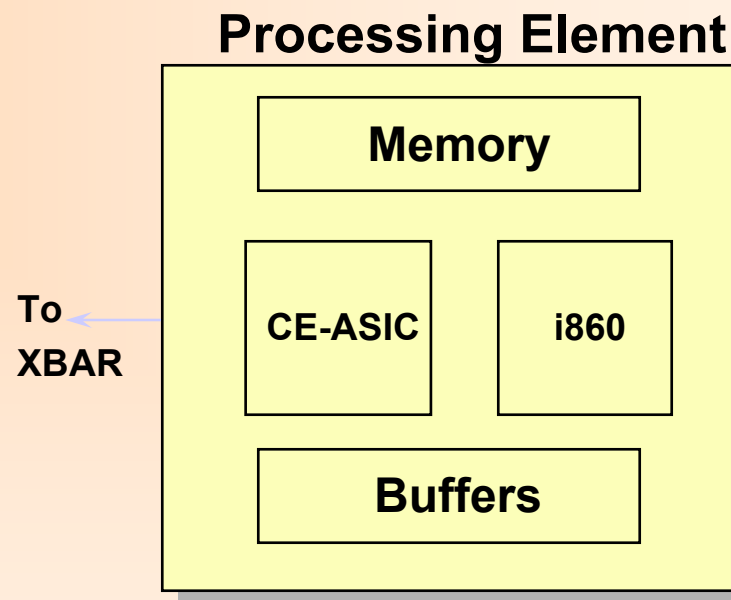 Processing Element
Memory
To
XBAR
CE-ASIC
i860
Buffers